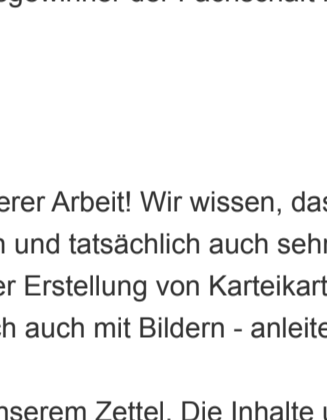 erer Arbeit! Wir wissen, das
und tatsächlich auch sehr
er Erstellung von Karteikart
ch auch mit Bildern - anleite
nserem Zettel. Die Inhalte